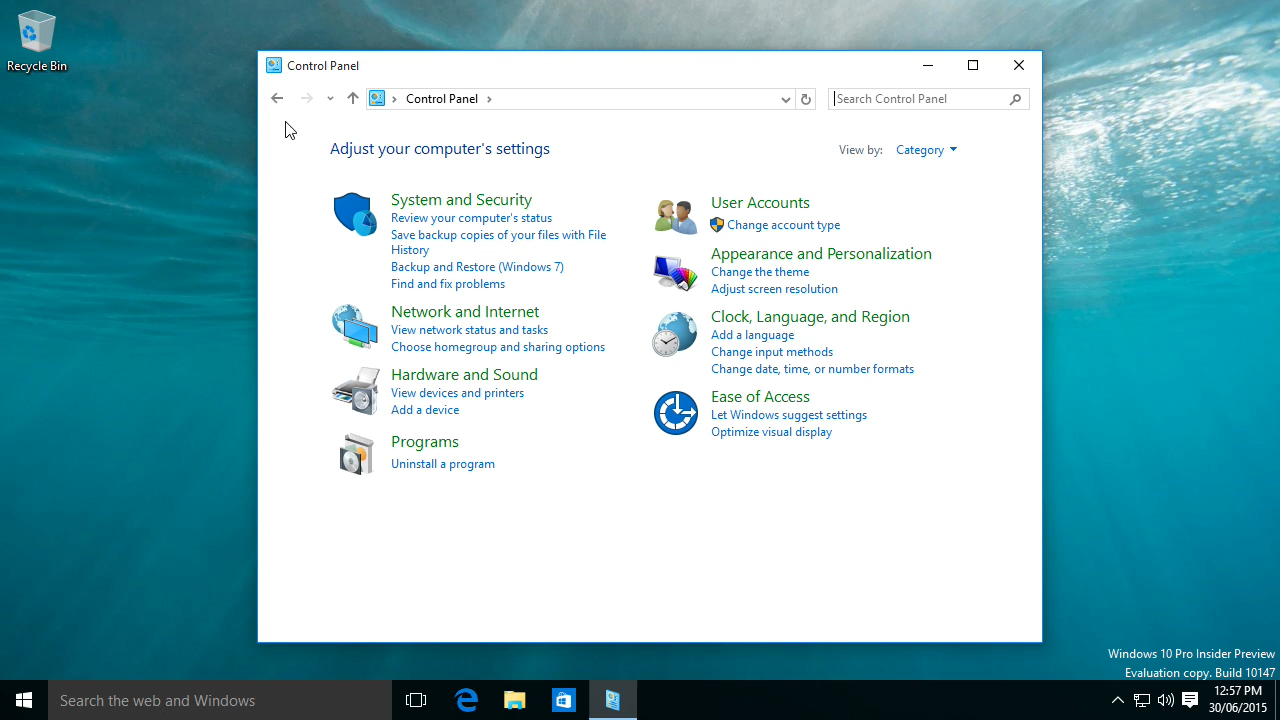 Recycle Bin
Control Panel
Control Panel
Search Control Panel
Adjust your computer's settings
View by: Category
System and Security
Review your computer's status
Save backup copies of your files with File
History
Backup and Restore (Windows 7)
Find and fix problems
Network and Internet
View network status and tasks
Choose homegroup and sharing options
Hardware and Sound
View devices and printers
Add a device
Programs
Uninstall a program
User Accounts
Change account type
Appearance and Personalization
Change the theme
Adjust screen resolution
Clock, Language, and Region
Add a language
Change input methods
Change date, time, or number formats
Ease of Access
Let Windows suggest settings
Optimize visual display
Windows 10 Pro Insider Preview
Evaluation copy. Build 10147
Search the web and Windows
12:57 PM
30/06/2015